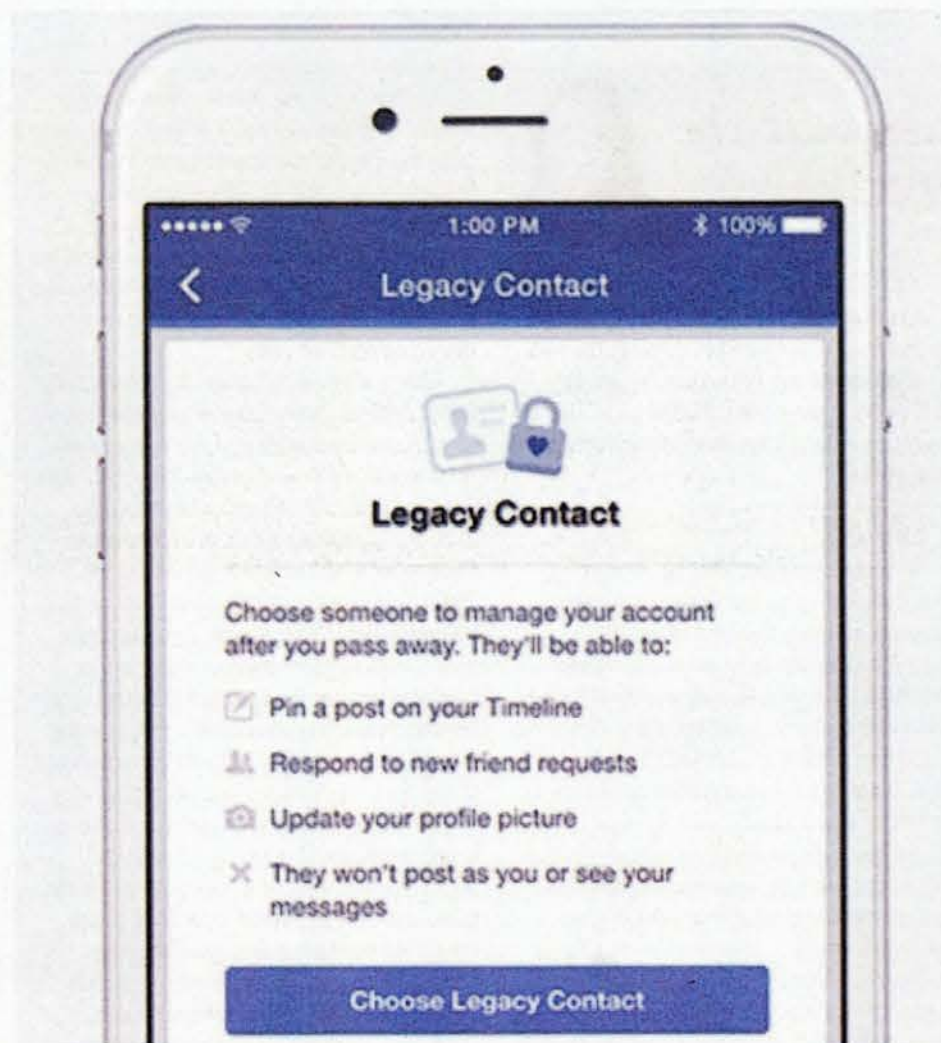 1:00 PM
100%
Legacy Contact
Legacy Contact
Choose someone to manage your account
after you pass away. They'll be able to:
Pin a post on your Timeline
Respond to new friend requests
Update your profile picture
They won't post as you or see your
messages
Choose Legacy Contact